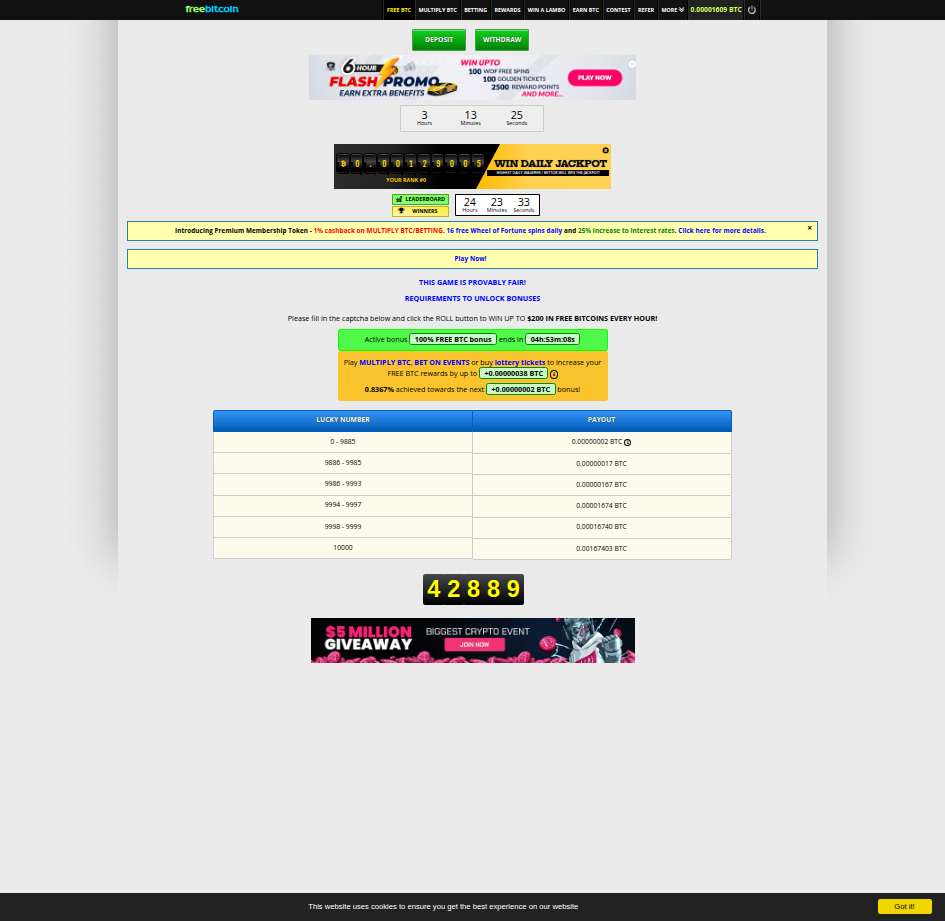 freebitcoin
FREE BTC MULTIPLY BTC BETTING REWARDS WIN A LAMBO EARN BTC CONTEST REFER MORE 0.00001609 BTC
DEPOSIT WITHDRAW
6 HOUR
FLASH PROMO
EARN EXTRA BENEFITS
WIN UPTO
100 WOF FREE SPINS
100 GOLDEN TICKETS
2500 REWARD POINTS
AND MORE...
PLAY NOW
3 13 25
Hours Minutes Seconds
0.00129005
YOUR RANK #0
WIN DAILY JACKPOT
HIGHEST DAILY WAGERER / BETTOR WILL WIN THE JACKPOT!
LEADERBOARD
WINNERS
24 23 33
Hours Minutes Seconds
Introducing Premium Membership Token - 1% cashback on MULTIPLY BTC/BETTING. 16 free Wheel of Fortune spins daily and 25% increase to interest rates. Click here for more details.
Play Now!
THIS GAME IS PROVABLY FAIR!
REQUIREMENTS TO UNLOCK BONUSES
Please fill in the captcha below and click the ROLL button to WIN UP TO $200 IN FREE BITCOINS EVERY HOUR!
Active bonus 100% FREE BTC bonus ends in 04h:53m:08s
Play MULTIPLY BTC, BET ON EVENTS or buy lottery tickets to increase your
FREE BTC rewards by up to +0.00000038 BTC
0.8367% achieved towards the next +0.00000002 BTC bonus!
LUCKY NUMBER PAYOUT
0 - 9885 0.00000002 BTC
9886 - 9985 0.00000017 BTC
9986 - 9993 0.00000167 BTC
9994 - 9997 0.00001674 BTC
9998 - 9999 0.00016740 BTC
10000 0.00167403 BTC
42889
$5 MILLION
GIVEAWAY
BIGGEST CRYPTO EVENT
JOIN NOW
This website uses cookies to ensure you get the best experience on our website
Got it!